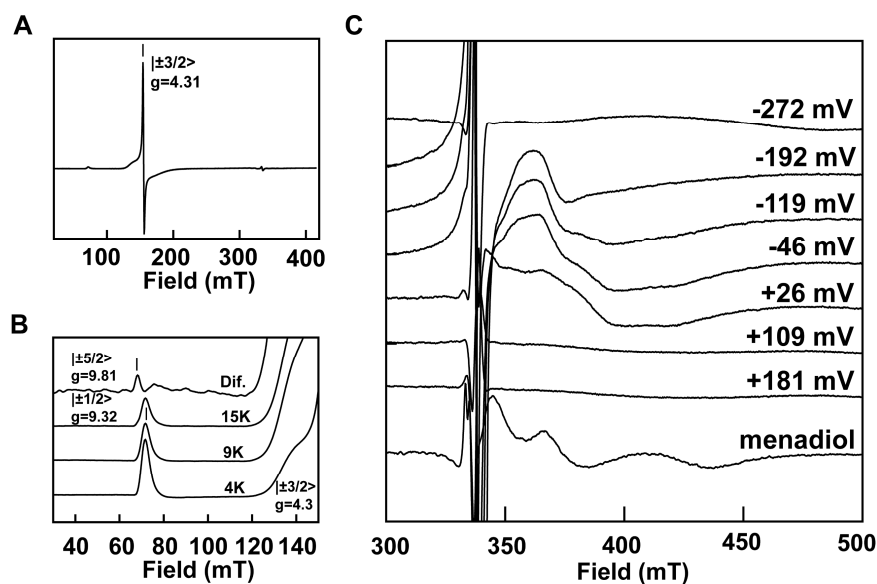 A
|±3/2>
g=4.31
100 200 300 400
Field (mT)
B
|±5/2>
g=9.81
Dif.
|±1/2>
g=9.32
15K
9K
4K
|±3/2>
g=4.3
40 60 80 100 120 140
Field (mT)
C
-272 mV
-192 mV
-119 mV
-46 mV
+26 mV
+109 mV
+181 mV
menadiol
300 350 400 450 500
Field (mT)